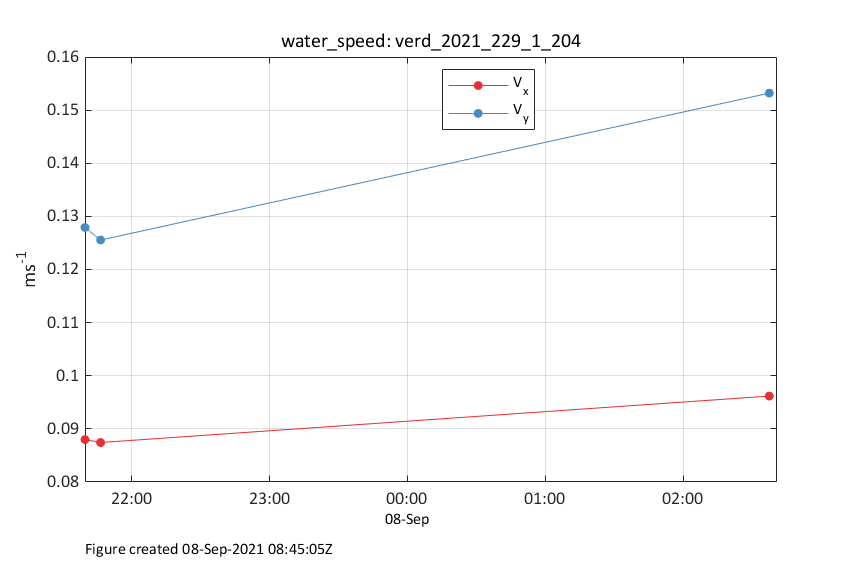 water_speed: verd_2021_229_1_204
0.16
0.15
0.14
0.13
0.12
0.11
0.1
0.09
0.08
ms-1
Vx
Vy
22:00 23:00 00:00 01:00 02:00
08-Sep
Figure created 08-Sep-2021 08:45:05Z